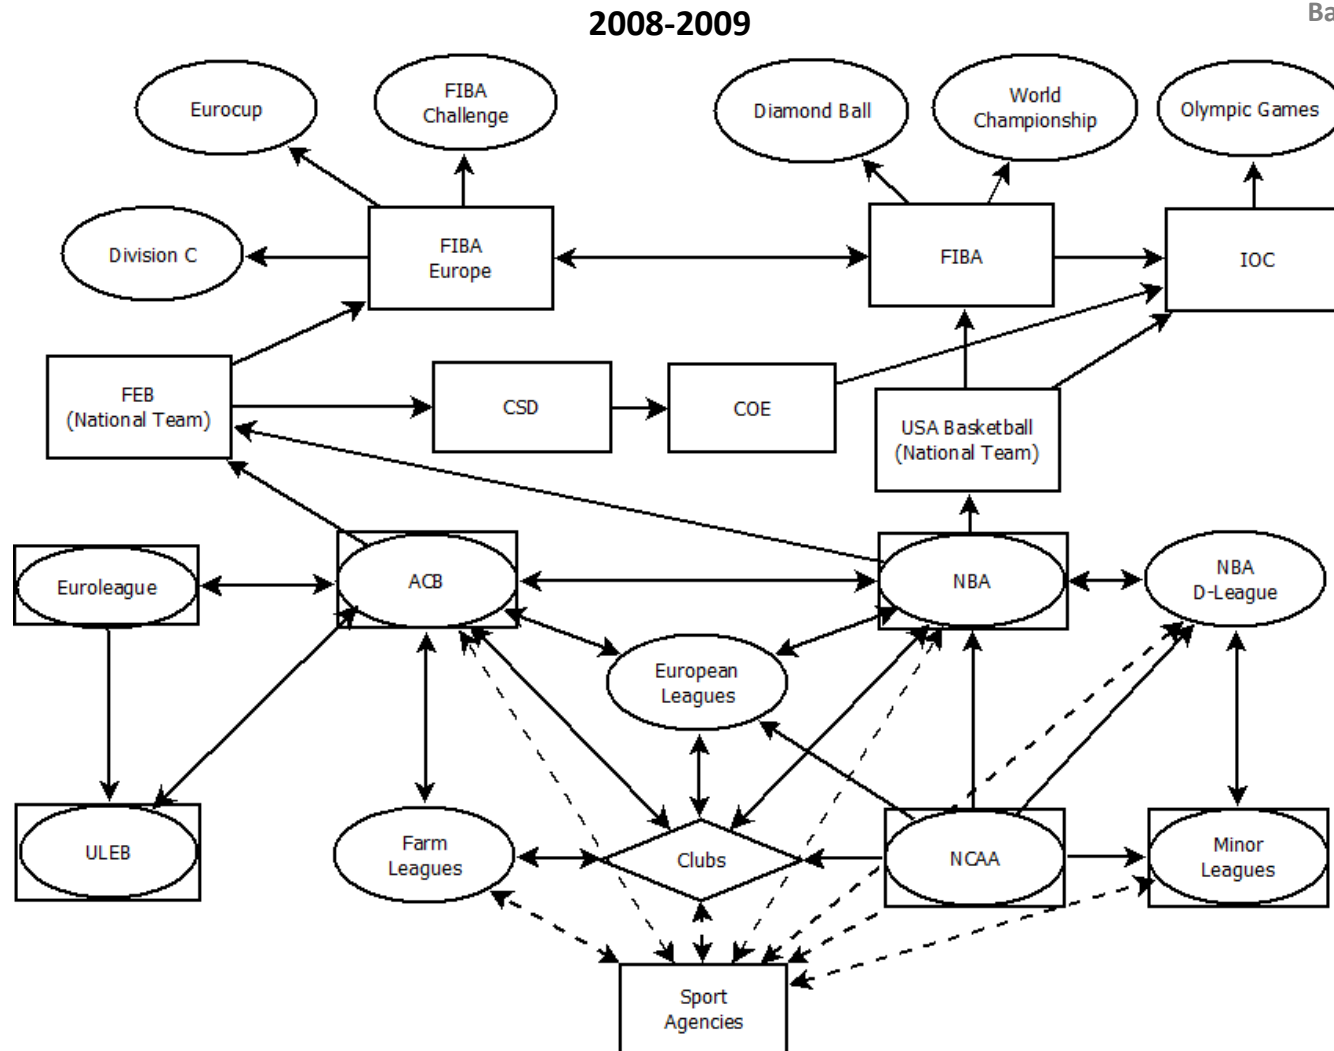 2008-2009
Ba
Eurocup
FIBA
Challenge
Diamond Ball
World
Championship
Olympic Games
Division C
FIBA
Europe
FIBA
IOC
FEB
(National Team)
CSD
COE
USA Basketball
(National Team)
Euroleague
ACB
NBA
NBA
D-League
European
Leagues
ULEB
Farm
Leagues
Clubs
NCAA
Minor
Leagues
Sport
Agencies